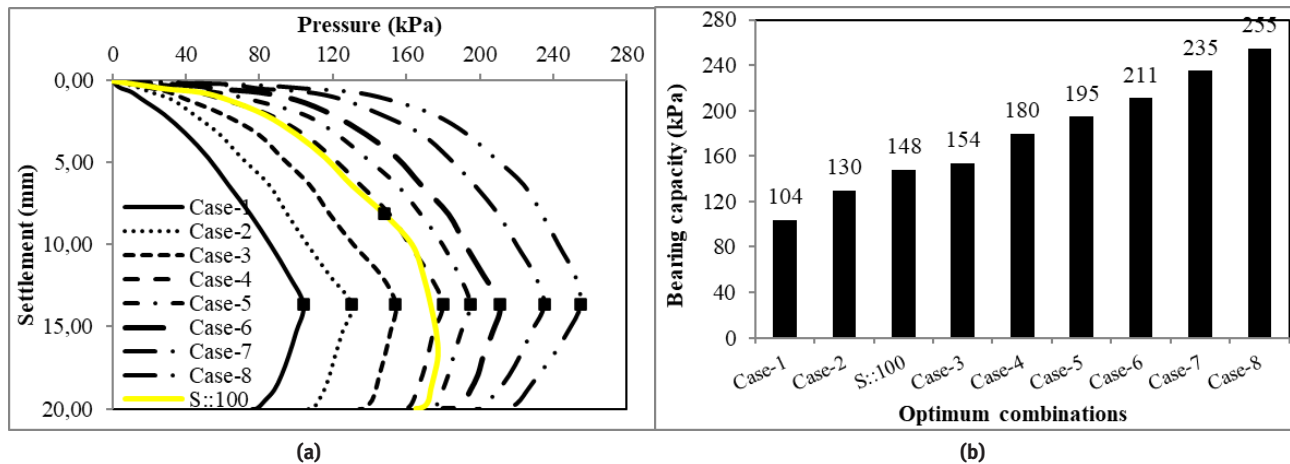 Pressure (kPa)
0 40 80 120 160 200 240 280
0,00
5,00
10,00
15,00
20,00
Settlement (mm)
Case-1
Case-2
Case-3
Case-4
Case-5
Case-6
Case-7
Case-8
S::100
(a)
280
240
200
160
120
80
40
0
Bearing capacity (kPa)
104 130 148 154 180 195 211 235 255
Case-1 Case-2 S::100 Case-3 Case-4 Case-5 Case-6 Case-7 Case-8
Optimum combinations
(b)